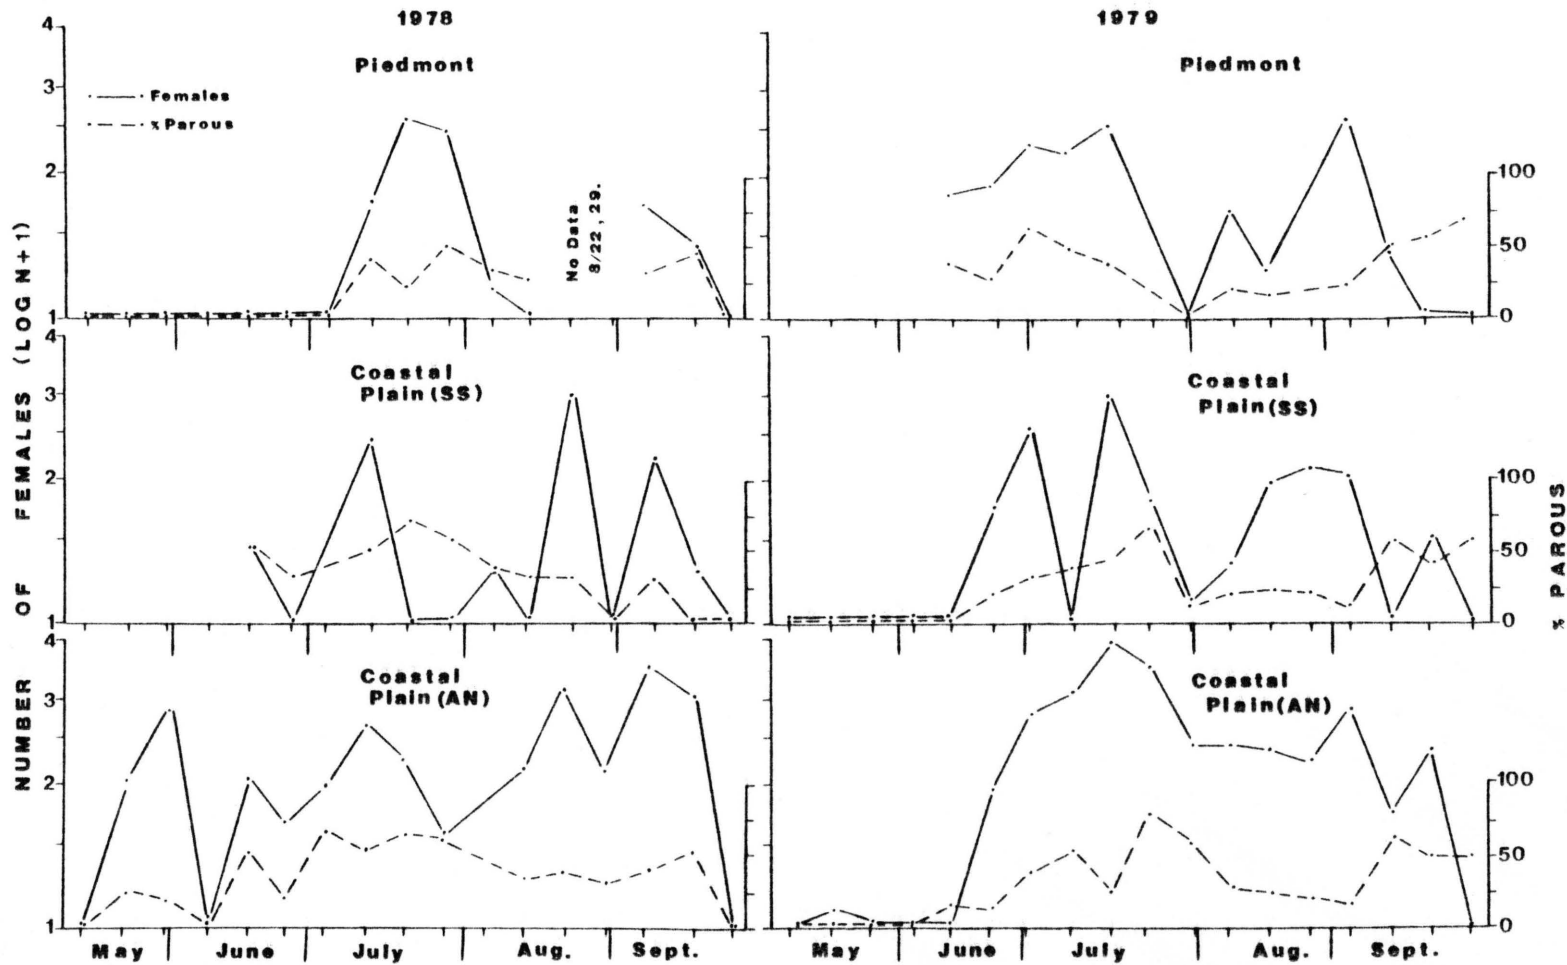 1978
1979
Piedmont
Piedmont
Females
% Parous
No Data
8/22, 29.
4
3
2
1
100
50
0
Coastal
Plain (SS)
Coastal
Plain (SS)
4
3
2
1
100
50
0
Coastal
Plain (AN)
Coastal
Plain (AN)
4
3
2
1
100
50
0
NUMBER OF FEMALES (LOG N+1)
% PAROUS
May June July Aug. Sept.
May June July Aug. Sept.